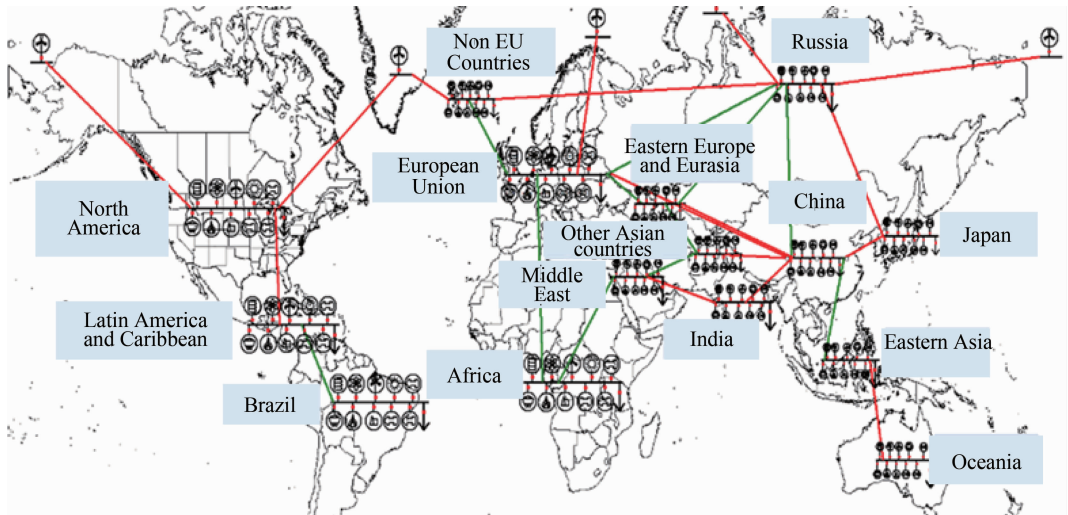 Non EU
Countries
Russia
European
Union
Eastern Europe
and Eurasia
North
America
China
Other Asian
countries
Japan
Middle
East
Latin America
and Caribbean
India
Eastern Asia
Africa
Brazil
Oceania